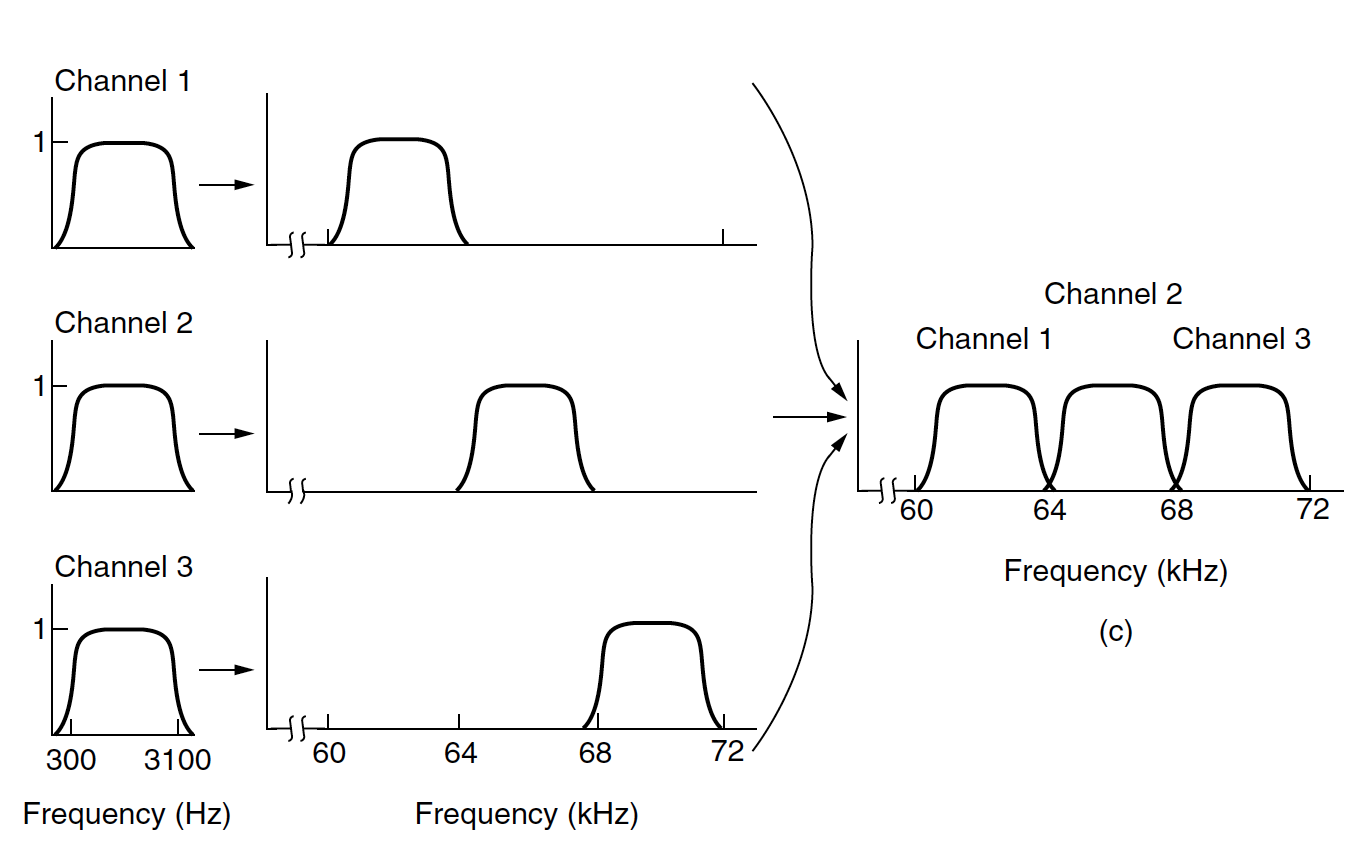 Channel 1
1
Channel 2
1
Channel 3
1
300 3100
Frequency (Hz)
60 64 68 72
Frequency (kHz)
Channel 2
Channel 1 Channel 3
60 64 68 72
Frequency (kHz)
(c)